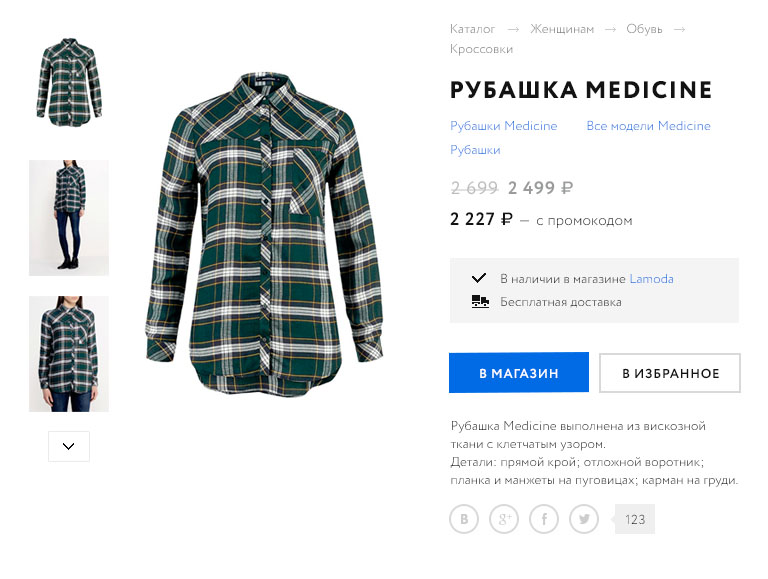 Каталог → Женщинам → Обувь →
Кроссовки
РУБАШКА MEDICINE
Рубашки Medicine Все модели Medicine
Рубашки
2 699 2 499 ₽
2 227 ₽ — с промокодом
В наличии в магазине Lamoda
Бесплатная доставка
В МАГАЗИН В ИЗБРАННОЕ
Рубашка Medicine выполнена из вискозной
ткани с клетчатым узором.
Детали: прямой крой; отложной воротник;
планка и манжеты на пуговицах; карман на груди.
B g+ f 123